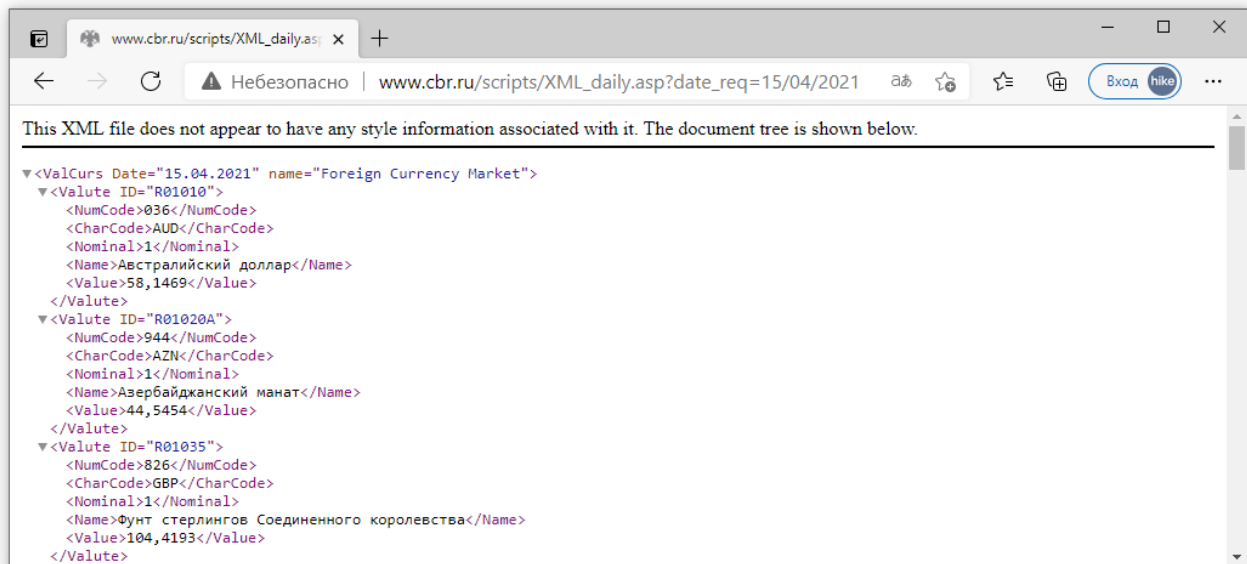 www.cbr.ru/scripts/XML_daily.asp
Небезопасно | www.cbr.ru/scripts/XML_daily.asp?date_req=15/04/2021 аあ Вход hike
This XML file does not appear to have any style information associated with it. The document tree is shown below.
▼<ValCurs Date="15.04.2021" name="Foreign Currency Market">
▼<Valute ID="R01010">
<NumCode>036</NumCode>
<CharCode>AUD</CharCode>
<Nominal>1</Nominal>
<Name>Австралийский доллар</Name>
<Value>58,1469</Value>
</Valute>
▼<Valute ID="R01020A">
<NumCode>944</NumCode>
<CharCode>AZN</CharCode>
<Nominal>1</Nominal>
<Name>Азербайджанский манат</Name>
<Value>44,5454</Value>
</Valute>
▼<Valute ID="R01035">
<NumCode>826</NumCode>
<CharCode>GBP</CharCode>
<Nominal>1</Nominal>
<Name>Фунт стерлингов Соединенного королевства</Name>
<Value>104,4193</Value>
</Valute>